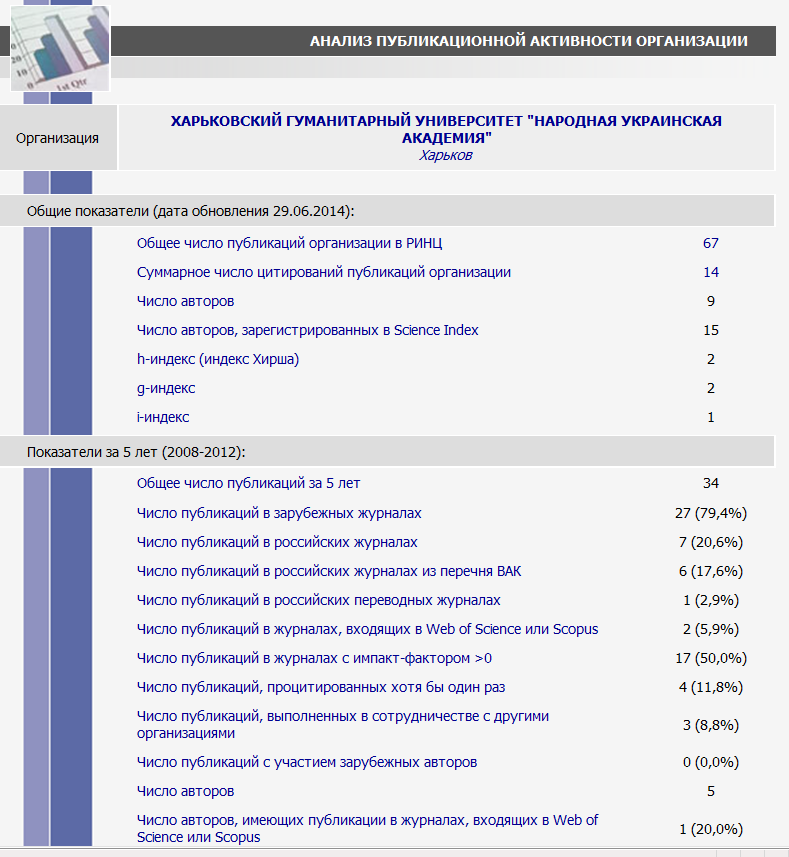 20
10
0
1st Qtr
АНАЛИЗ ПУБЛИКАЦИОННОЙ АКТИВНОСТИ ОРГАНИЗАЦИИ
Организация
ХАРЬКОВСКИЙ ГУМАНИТАРНЫЙ УНИВЕРСИТЕТ "НАРОДНАЯ УКРАИНСКАЯ
АКАДЕМИЯ"
Харьков
Общие показатели (дата обновления 29.06.2014):
Общее число публикаций организации в РИНЦ 67
Суммарное число цитирований публикаций организации 14
Число авторов 9
Число авторов, зарегистрированных в Science Index 15
h-индекс (индекс Хирша) 2
g-индекс 2
i-индекс 1
Показатели за 5 лет (2008-2012):
Общее число публикаций за 5 лет 34
Число публикаций в зарубежных журналах 27 (79,4%)
Число публикаций в российских журналах 7 (20,6%)
Число публикаций в российских журналах из перечня ВАК 6 (17,6%)
Число публикаций в российских переводных журналах 1 (2,9%)
Число публикаций в журналах, входящих в Web of Science или Scopus 2 (5,9%)
Число публикаций в журналах с импакт-фактором >0 17 (50,0%)
Число публикаций, процитированных хотя бы один раз 4 (11,8%)
Число публикаций, выполненных в сотрудничестве с другими
организациями 3 (8,8%)
Число публикаций с участием зарубежных авторов 0 (0,0%)
Число авторов 5
Число авторов, имеющих публикации в журналах, входящих в Web of
Science или Scopus 1 (20,0%)